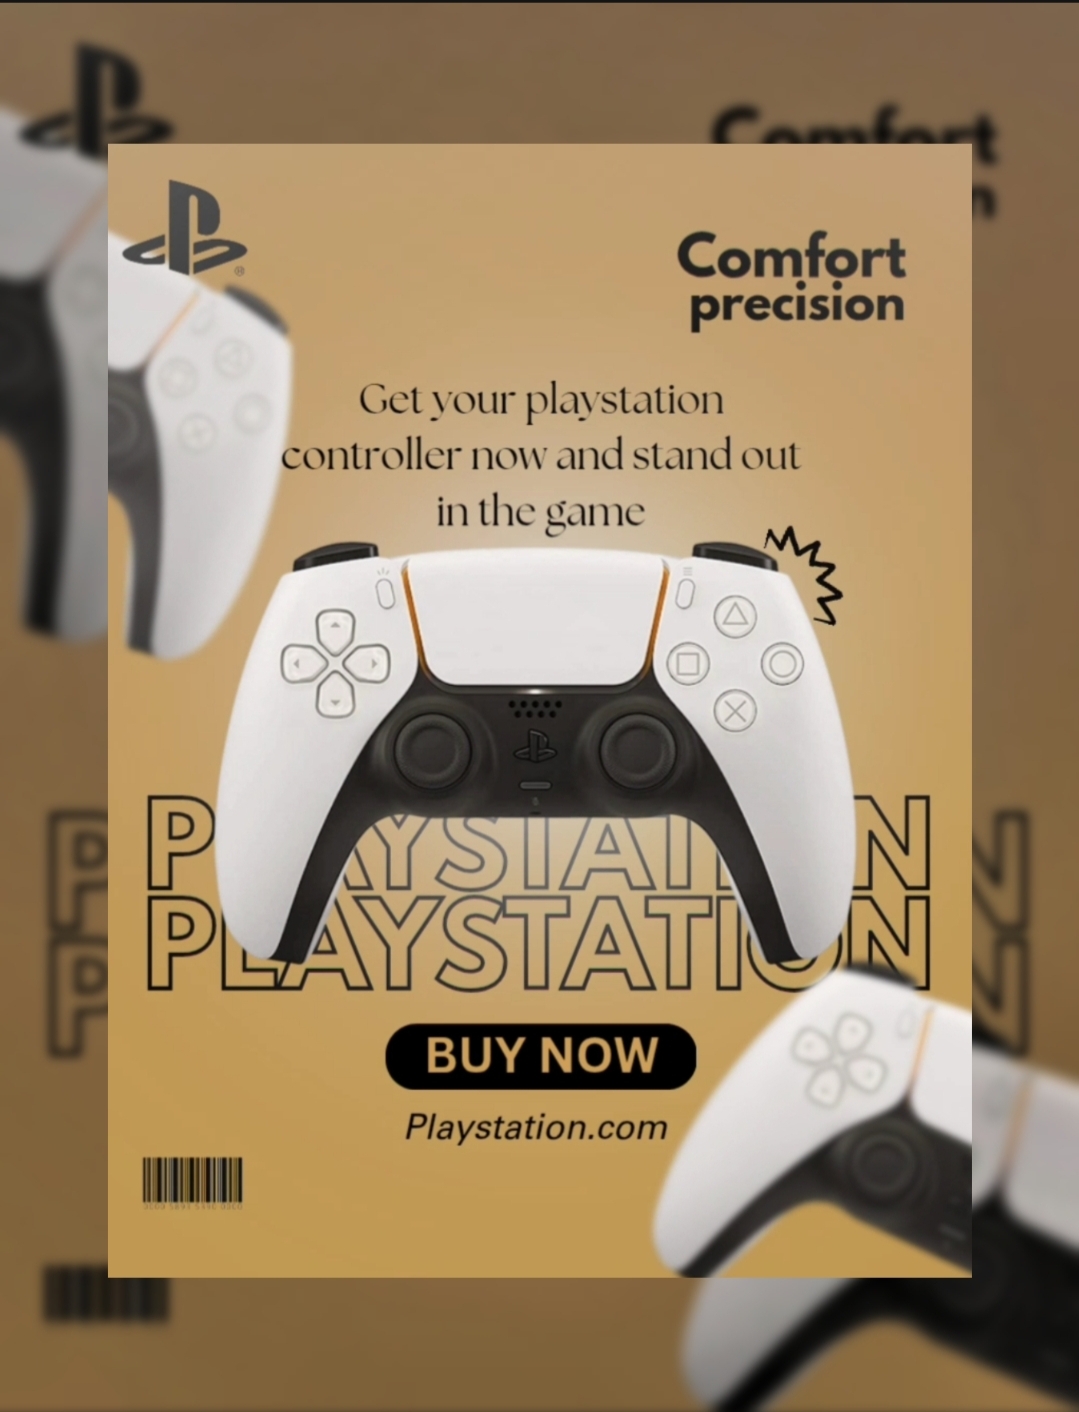 Comfort
precision
Get your playstation
controller now and stand out
in the game
PLAYSTATION
PLAYSTATION
BUY NOW
Playstation.com